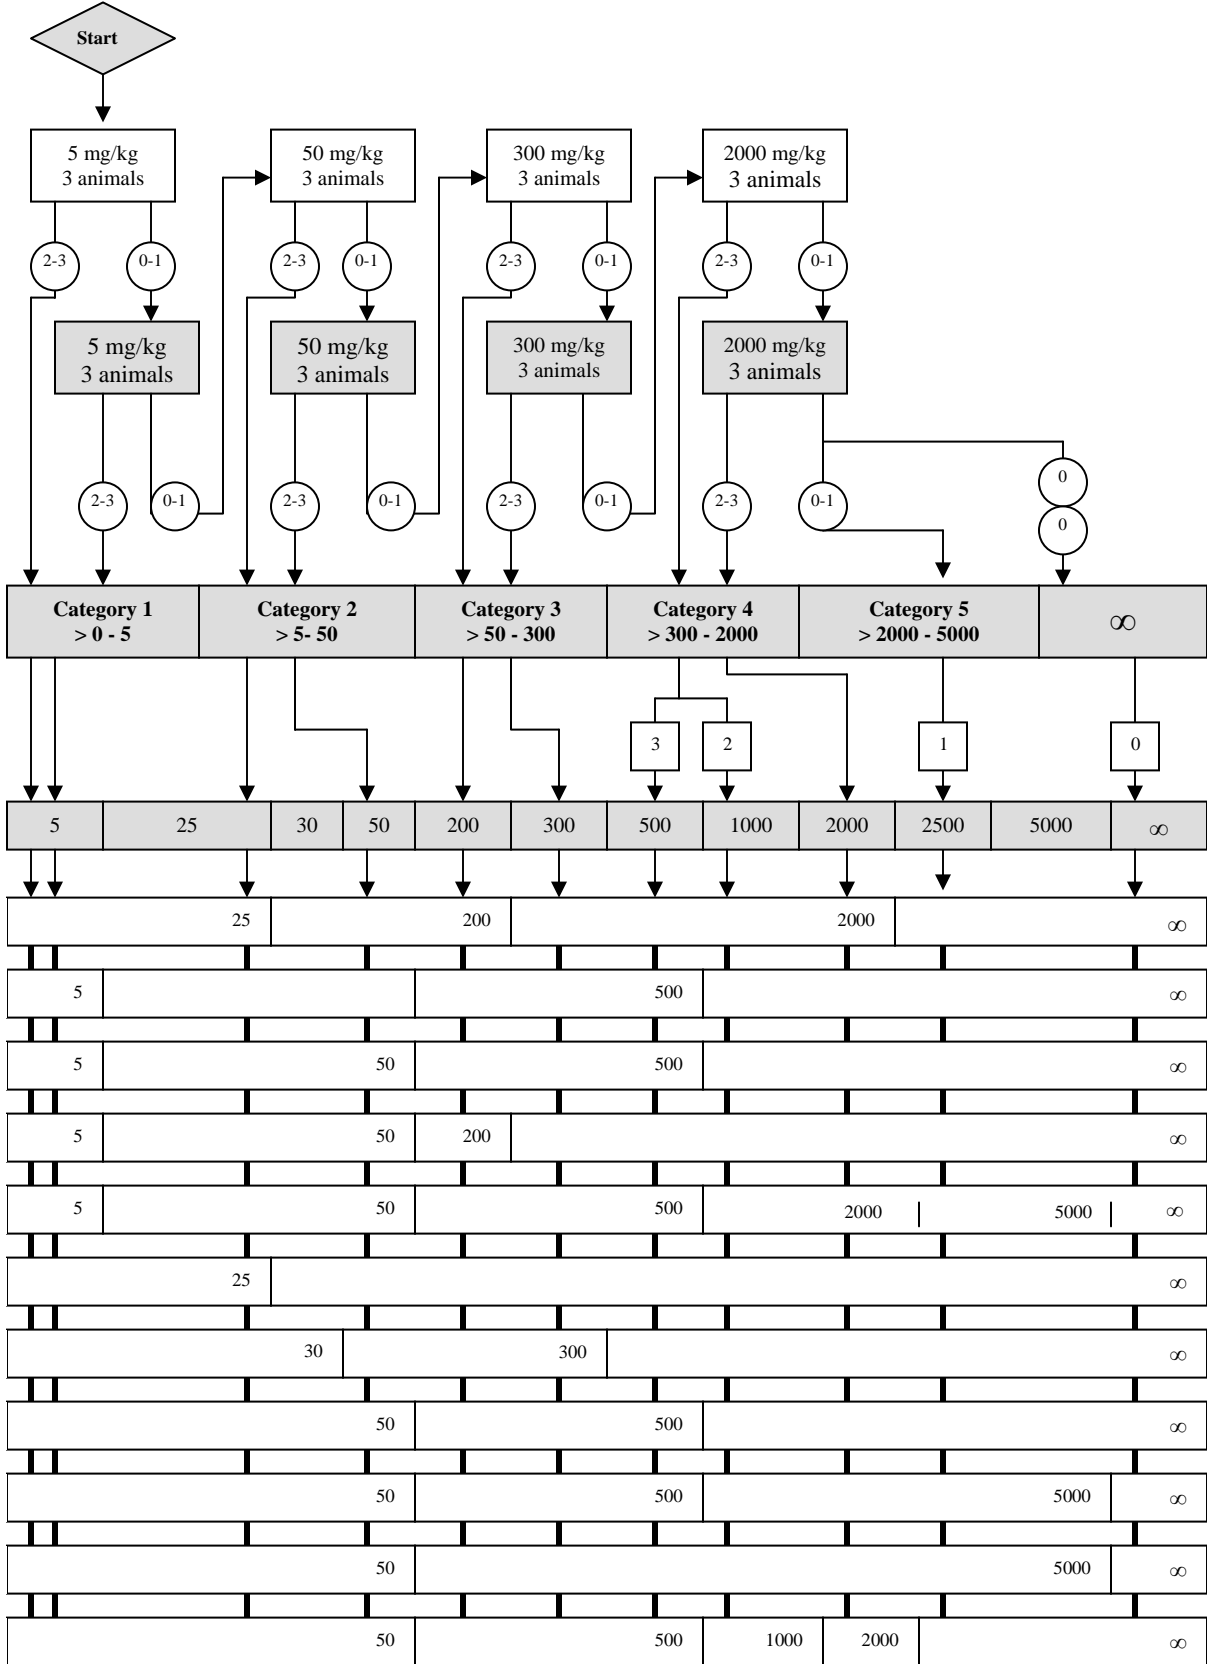 Start
5 mg/kg
3 animals
50 mg/kg
3 animals
300 mg/kg
3 animals
2000 mg/kg
3 animals
2-3
0-1
2-3
0-1
2-3
0-1
2-3
0-1
5 mg/kg
3 animals
50 mg/kg
3 animals
300 mg/kg
3 animals
2000 mg/kg
3 animals
2-3
0-1
2-3
0-1
2-3
0-1
2-3
0-1
0
0
Category 1
> 0 - 5
Category 2
> 5- 50
Category 3
> 50 - 300
Category 4
> 300 - 2000
Category 5
> 2000 - 5000
∞
3
2
1
0
5 25 30 50 200 300 500 1000 2000 2500 5000 ∞
25 200 2000 ∞
5 500 ∞
5 50 500 ∞
5 50 200 ∞
5 50 500 2000 5000 ∞
25 ∞
30 300 ∞
50 500 ∞
50 500 5000 ∞
50 5000 ∞
50 500 1000 2000 ∞